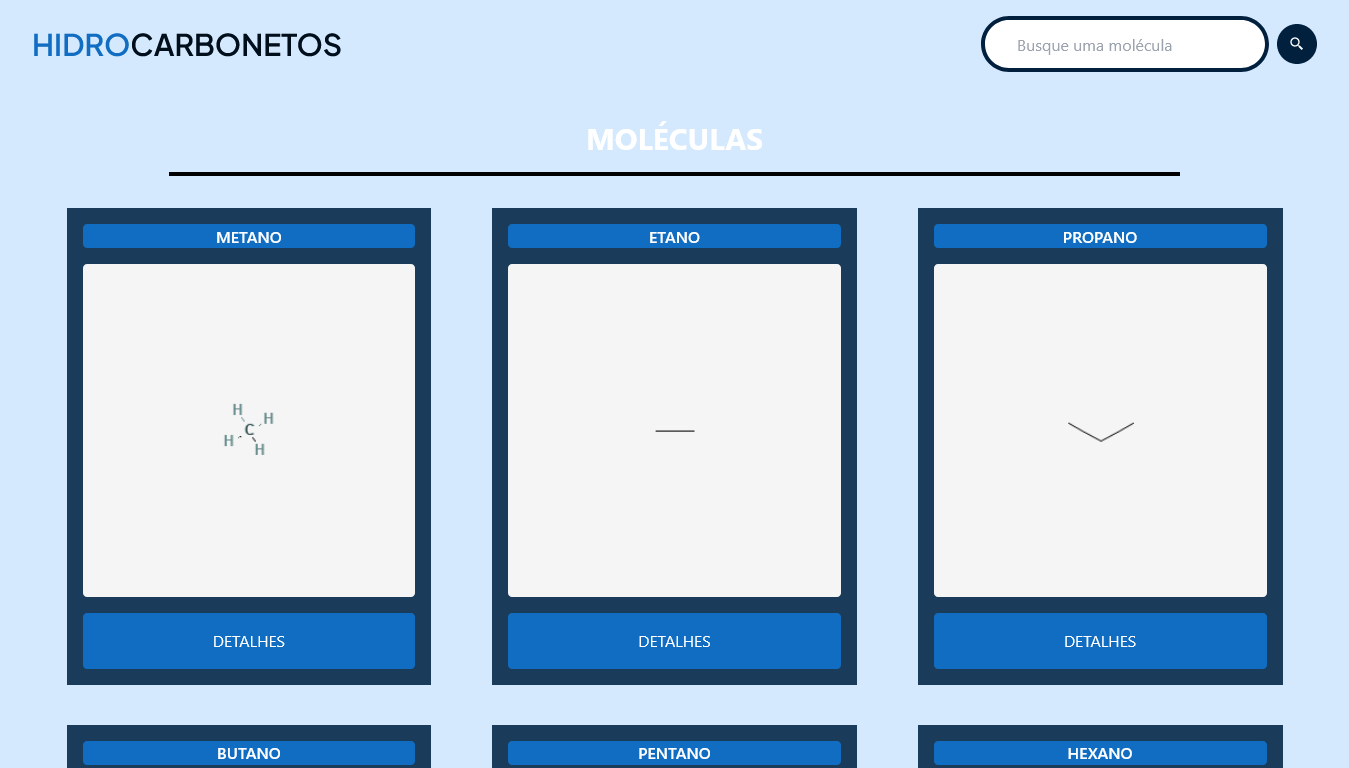 HIDROCARBONETOS
Busque uma molécula
MOLÉCULAS
METANO
ETANO
PROPANO
H
H
C
H
H
DETALHES
DETALHES
DETALHES
BUTANO
PENTANO
HEXANO